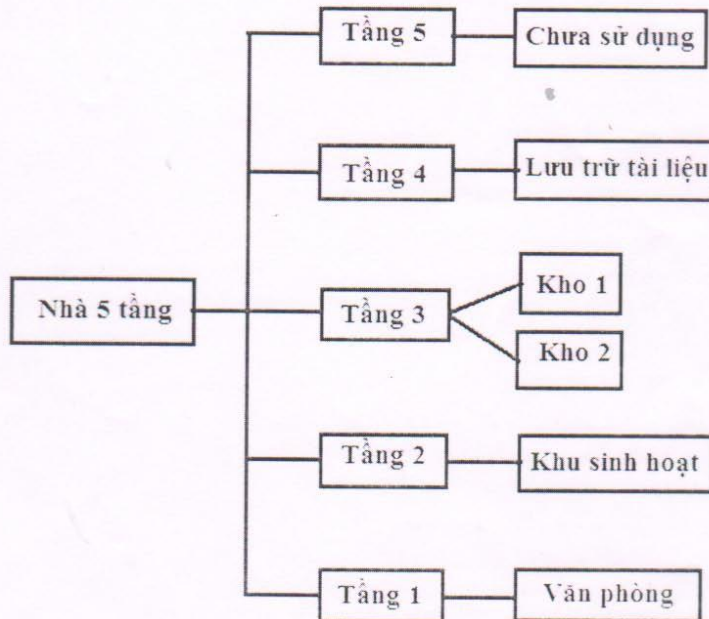 Tầng 5
Chưa sử dụng
Tầng 4
Lưu trữ tài liệu
Nhà 5 tầng
Tầng 3
Kho 1
Kho 2
Tầng 2
Khu sinh hoạt
Tầng 1
Văn phòng